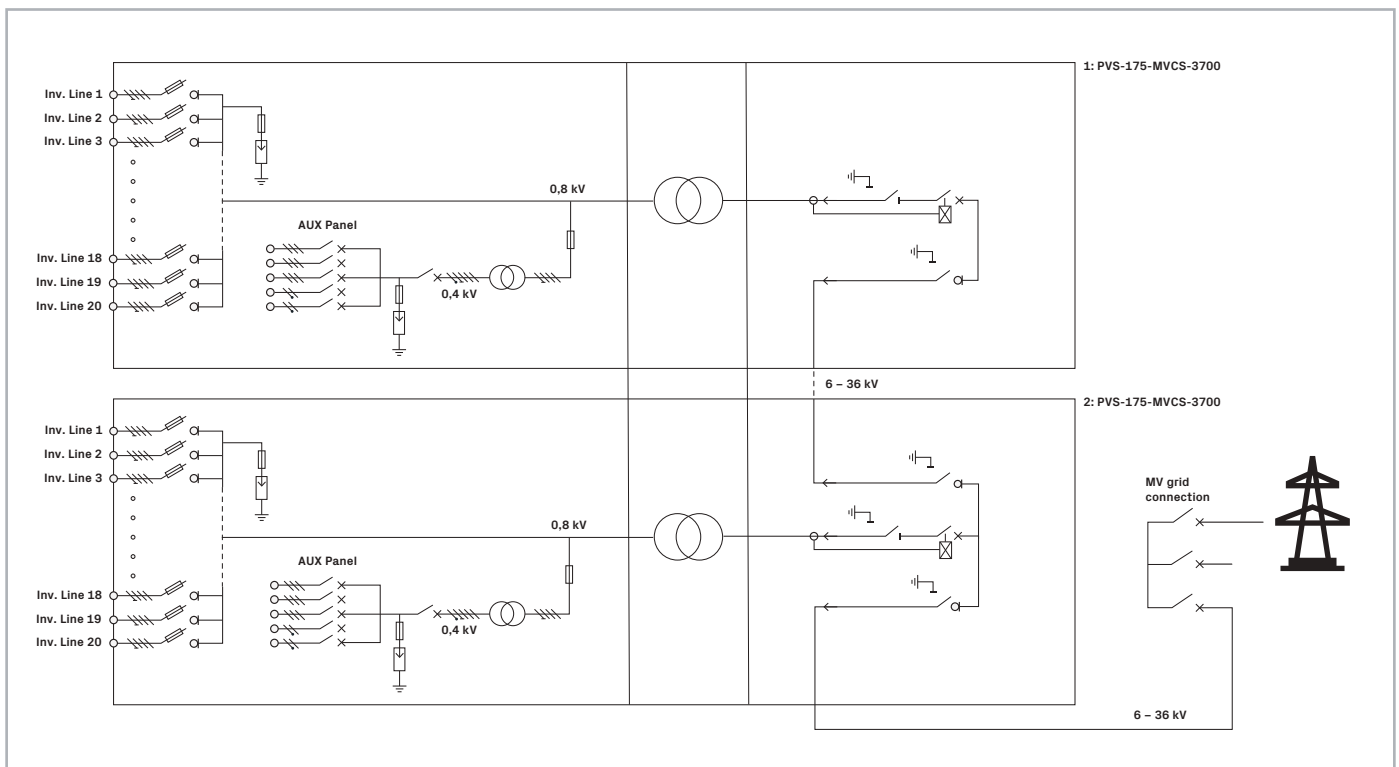 1: PVS-175-MVCS-3700
Inv. Line 1
Inv. Line 2
Inv. Line 3
0,8 kV
AUX Panel
Inv. Line 18
Inv. Line 19
Inv. Line 20
0,4 kV
6 – 36 kV
2: PVS-175-MVCS-3700
Inv. Line 1
Inv. Line 2
Inv. Line 3
MV grid
connection
0,8 kV
AUX Panel
Inv. Line 18
Inv. Line 19
Inv. Line 20
0,4 kV
6 – 36 kV